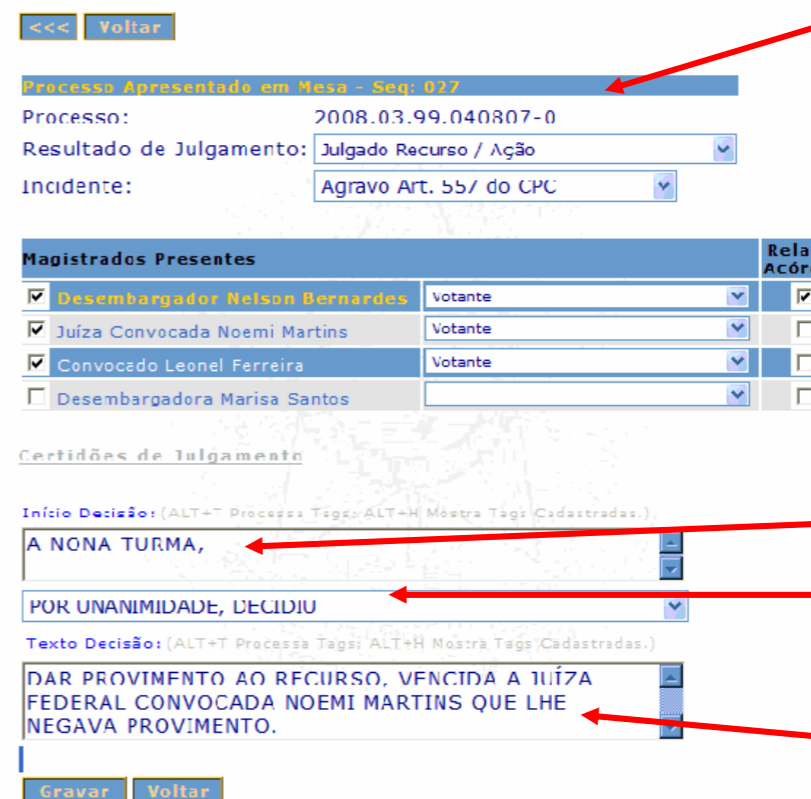 <<< Voltar
Processo Apresentado em Mesa - Seq: 027
Processo: 2008.03.99.040807-0
Resultado de Julgamento: Julgado Recurso / Ação
Incidente: Agravo Art. 557 do CPC
Magistrados Presentes
Rela
Acór
Desembargador Nelson Bernardes Votante
Juíza Convocada Noemi Martins Votante
Convocado Leonel Ferreira Votante
Desembargadora Marisa Santos
Certidões de Julgamento
Início Decisão: (ALT+T Processa Tags; ALT+H Mostra Tags Cadastradas.)
A NONA TURMA,
POR UNANIMIDADE, DECIDIU
Texto Decisão: (ALT+T Processa Tags; ALT+H Mostra Tags Cadastradas.)
DAR PROVIMENTO AO RECURSO, VENCIDA A JUÍZA
FEDERAL CONVOCADA NOEMI MARTINS QUE LHE
NEGAVA PROVIMENTO.
Gravar Voltar